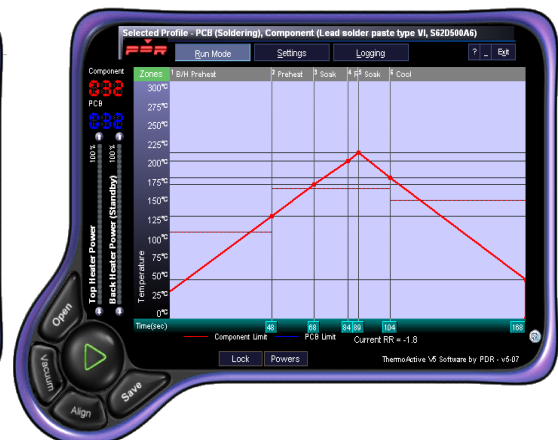 Selected Profile - PCB (Soldering), Component (Lead solder paste type VI, S62D500A6)
PDR
Run Mode
Settings
Logging
? _ Exit
Component
032
PCB
032
Zones
1 B/H Preheat
2 Preheat
3 Soak
4 R
5 Soak
6 Cool
300°C
275°C
250°C
225°C
200°C
175°C
150°C
125°C
100°C
75°C
50°C
25°C
0°C
Temperature
100 %
100 %
Top Heater Power
Back Heater Power (Standby)
Time(sec)
48
68
84
89
104
168
Component Limit
PCB Limit
Current RR = -1.8
Lock
Powers
ThermoActive V5 Software by PDR - v5-07
Open
Vacuum
Align
Save